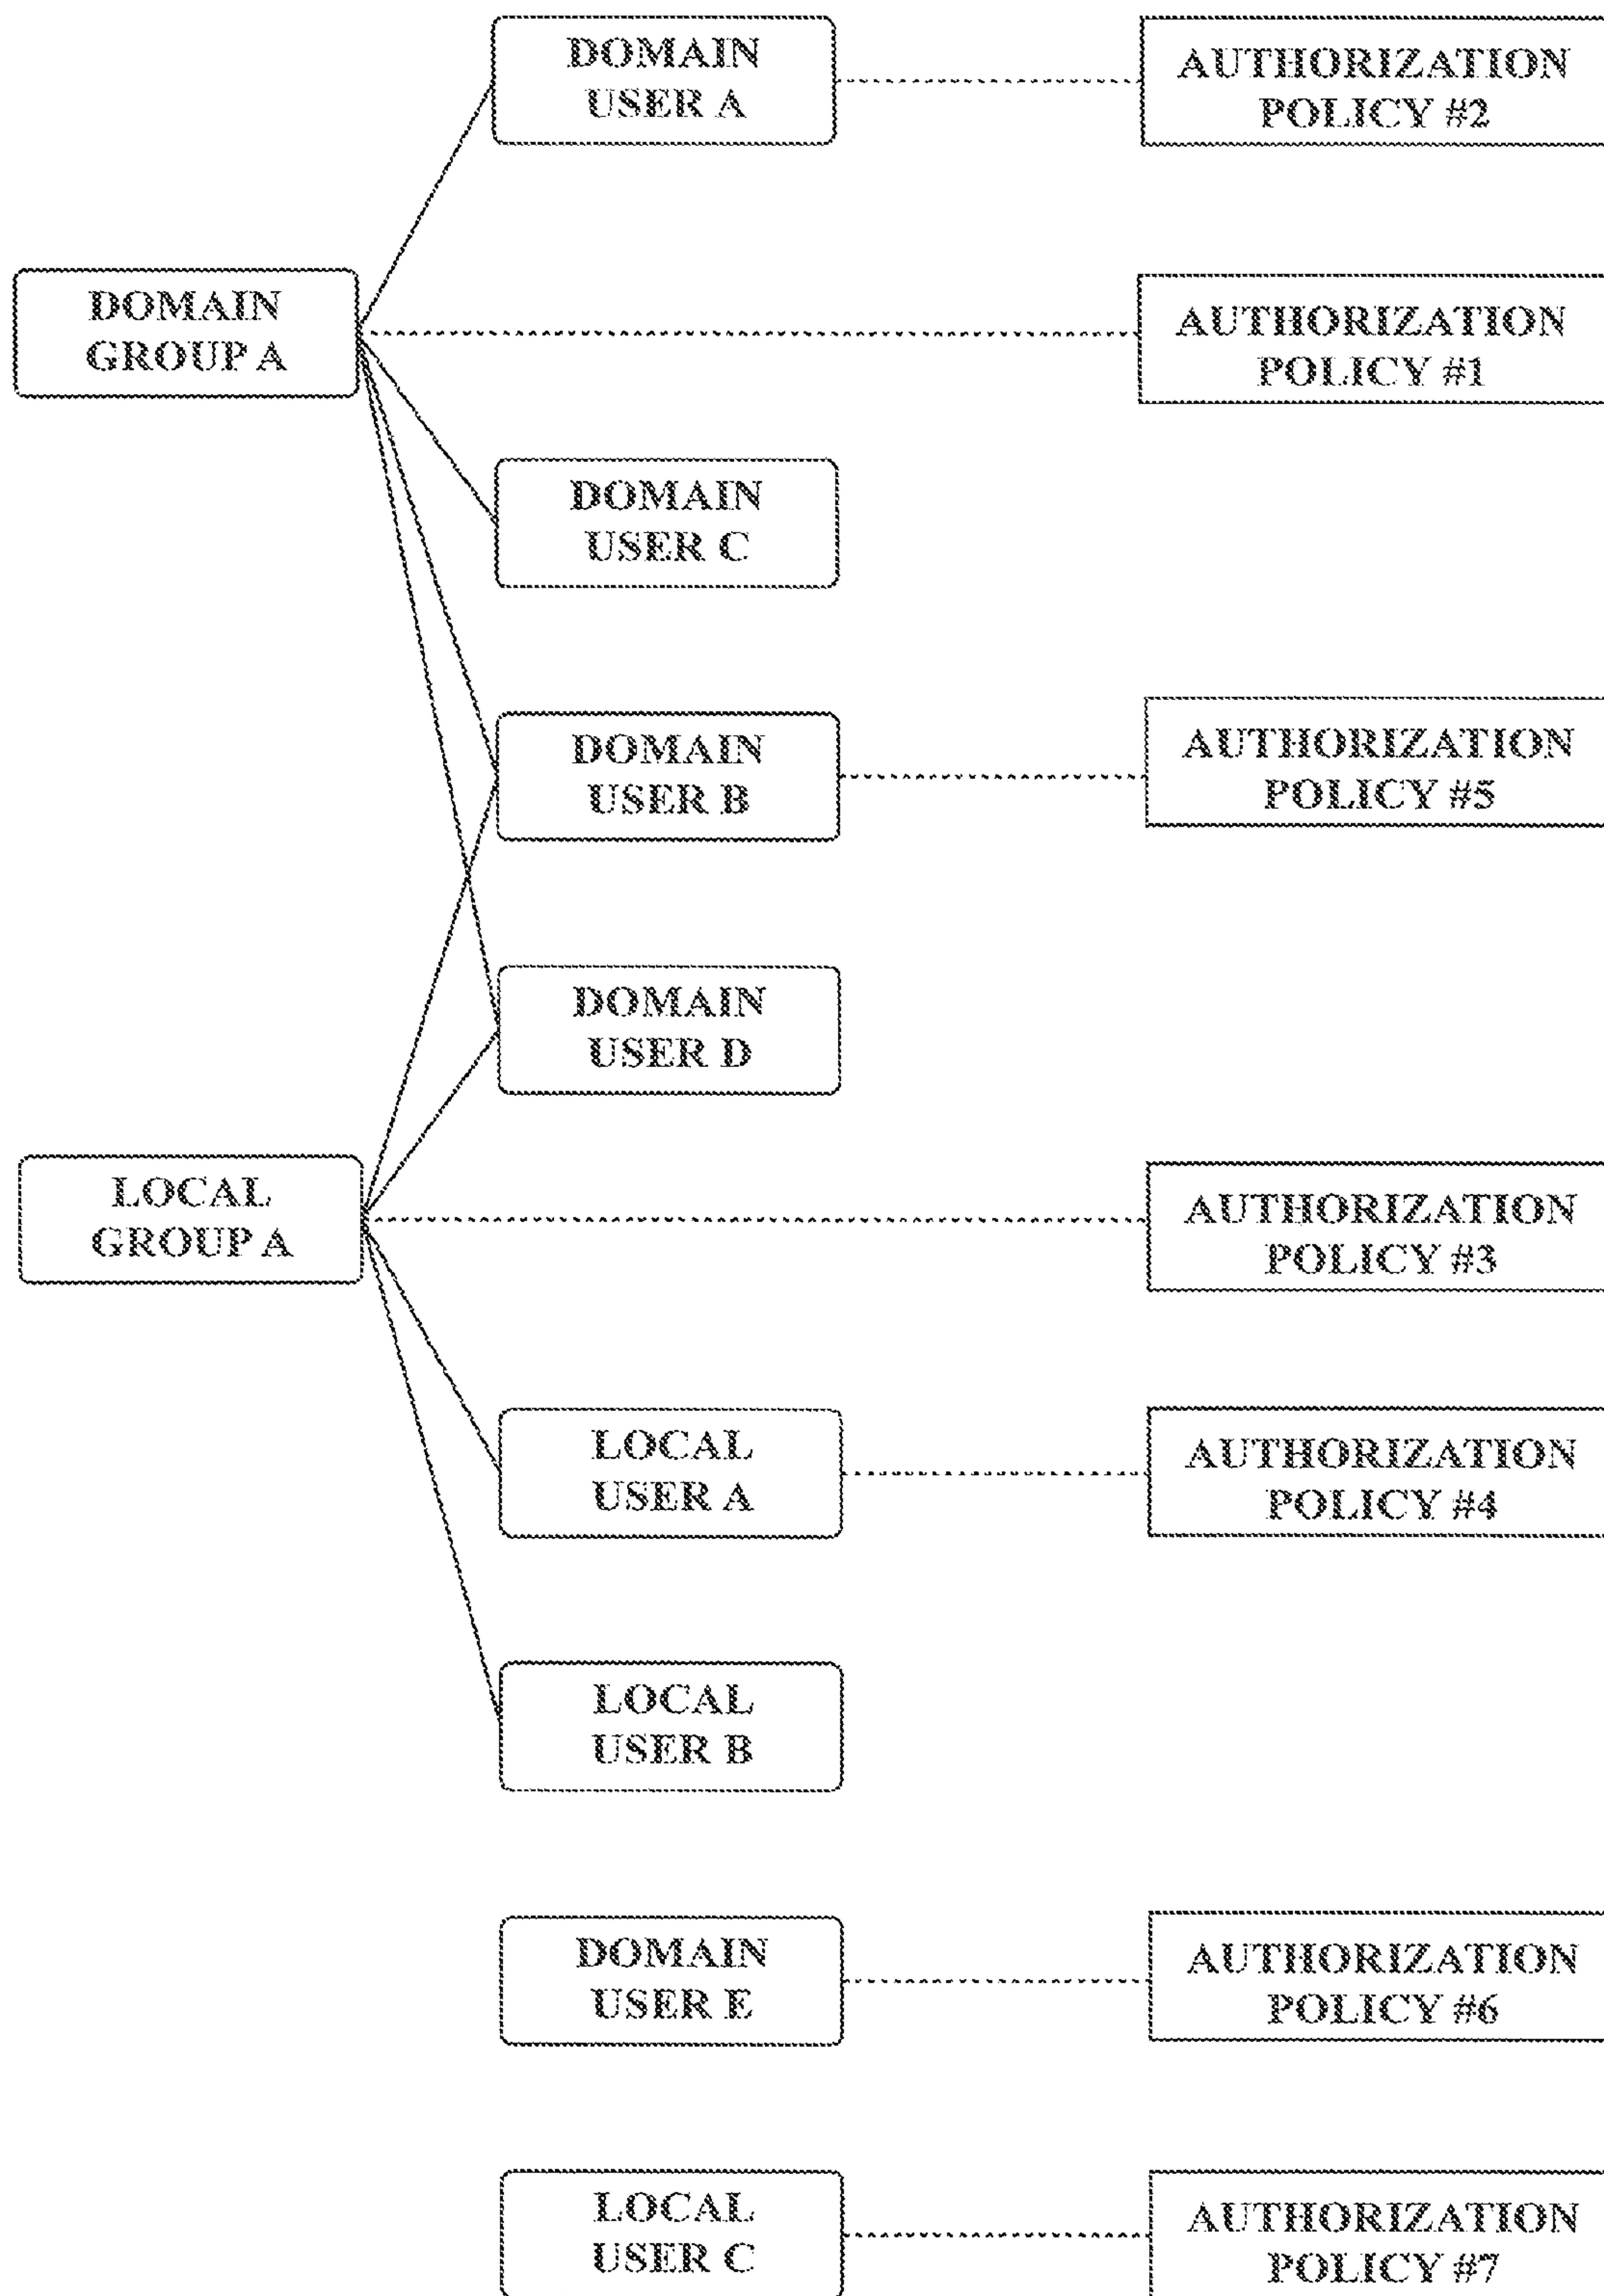 DOMAIN
USER A
AUTHORIZATION
POLICY #2
DOMAIN
GROUP A
AUTHORIZATION
POLICY #1
DOMAIN
USER C
DOMAIN
USER B
AUTHORIZATION
POLICY #5
DOMAIN
USER D
LOCAL
GROUP A
AUTHORIZATION
POLICY #3
LOCAL
USER A
AUTHORIZATION
POLICY #4
LOCAL
USER B
DOMAIN
USER E
AUTHORIZATION
POLICY #6
LOCAL
USER C
AUTHORIZATION
POLICY #7